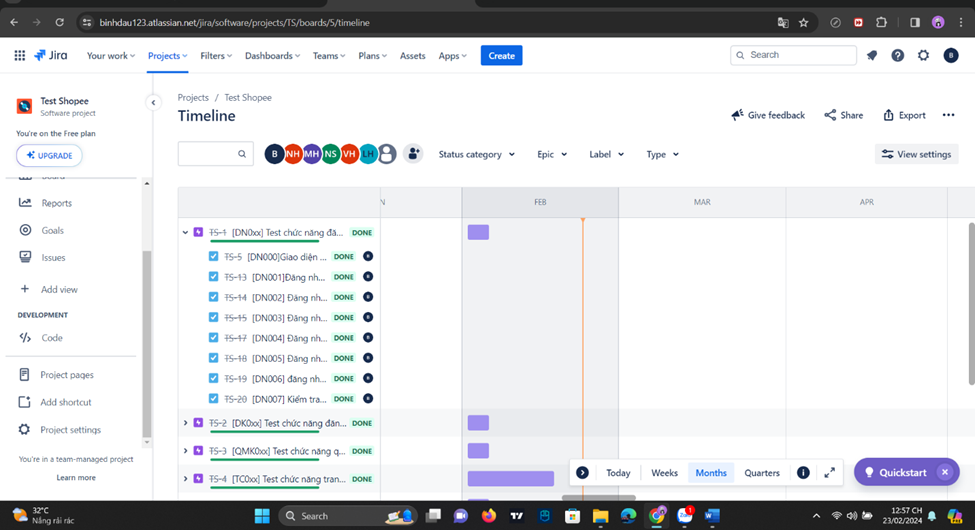 binhdau123.atlassian.net/jira/software/projects/TS/boards/5/timeline
Jira Your work Projects Filters Dashboards Teams Plans Assets Apps Create Search B
Test Shopee
Software project
You're on the Free plan
UPGRADE
Board
Reports
Goals
Issues
Add view
DEVELOPMENT
Code
Project pages
Add shortcut
Project settings
You're in a team-managed project
Learn more
Projects / Test Shopee
Timeline
Give feedback Share Export
B NH MH NS VH LH Status category Epic Label Type View settings
N FEB MAR APR
TS-1 [DN0xx] Test chức năng đă... DONE
TS-5 [DN000]Giao diện ... DONE
TS-13 [DN001]Đăng nh... DONE
TS-14 [DN002] Đăng nh... DONE
TS-15 [DN003] Đăng nh... DONE
TS-17 [DN004] Đăng nh... DONE
TS-18 [DN005] Đăng nh... DONE
TS-19 [DN006] đăng nh... DONE
TS-20 [DN007] Kiểm tra... DONE
TS-2 [DK0xx] Test chức năng đăn... DONE
TS-3 [QMK0xx] Test chức năng q... DONE
TS-4 [TC0xx] Test chức năng tran... DONE
Today Weeks Months Quarters
Quickstart
32°C
Nắng rải rác
Search
12:57 CH
23/02/2024